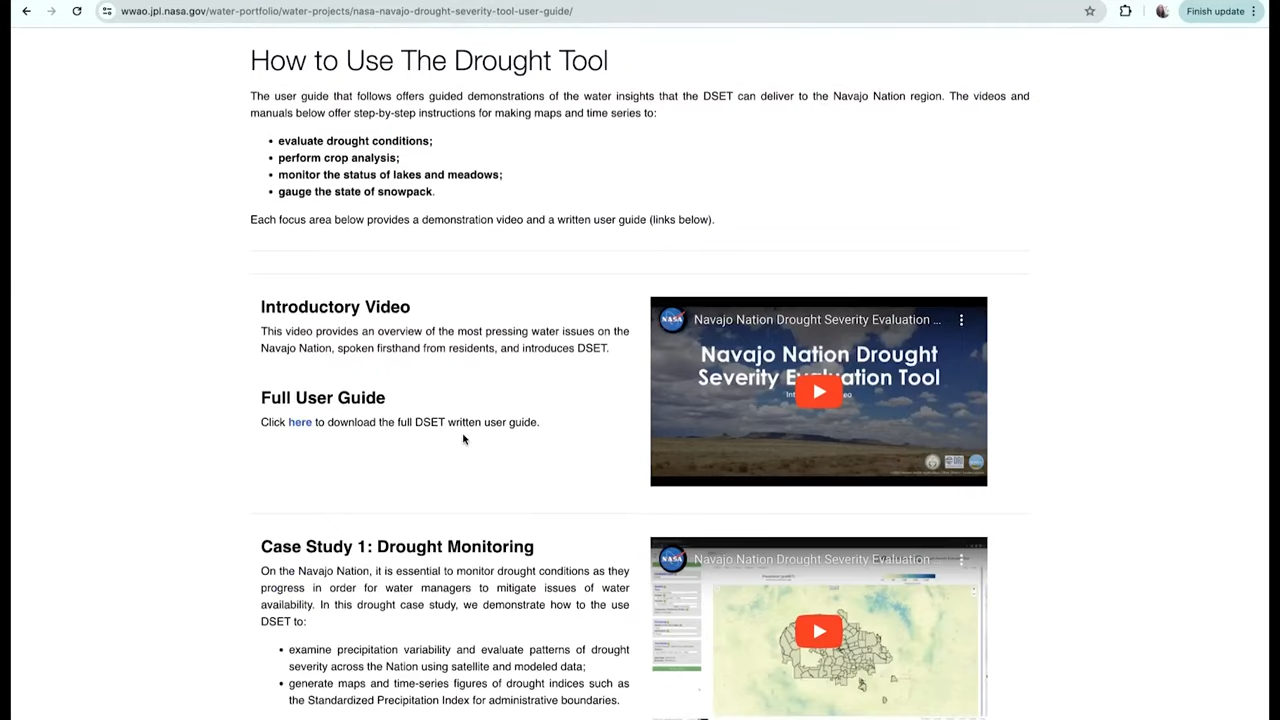 wwao.jpl.nasa.gov/water-portfolio/water-projects/nasa-navajo-drought-severity-tool-user-guide/
Finish update
How to Use The Drought Tool
The user guide that follows offers guided demonstrations of the water insights that the DSET can deliver to the Navajo Nation region. The videos and
manuals below offer step-by-step instructions for making maps and time series to:
• evaluate drought conditions;
• perform crop analysis;
• monitor the status of lakes and meadows;
• gauge the state of snowpack.
Each focus area below provides a demonstration video and a written user guide (links below).
Introductory Video
This video provides an overview of the most pressing water issues on the
Navajo Nation, spoken firsthand from residents, and introduces DSET.
Full User Guide
Click here to download the full DSET written user guide.
NASA
Navajo Nation Drought Severity Evaluation ...
Navajo Nation Drought
Severity Evaluation Tool
Case Study 1: Drought Monitoring
On the Navajo Nation, it is essential to monitor drought conditions as they
progress in order for water managers to mitigate issues of water
availability. In this drought case study, we demonstrate how to the use
DSET to:
• examine precipitation variability and evaluate patterns of drought
severity across the Nation using satellite and modeled data;
• generate maps and time-series figures of drought indices such as
the Standardized Precipitation Index for administrative boundaries.
NASA
Navajo Nation Drought Severity Evaluation